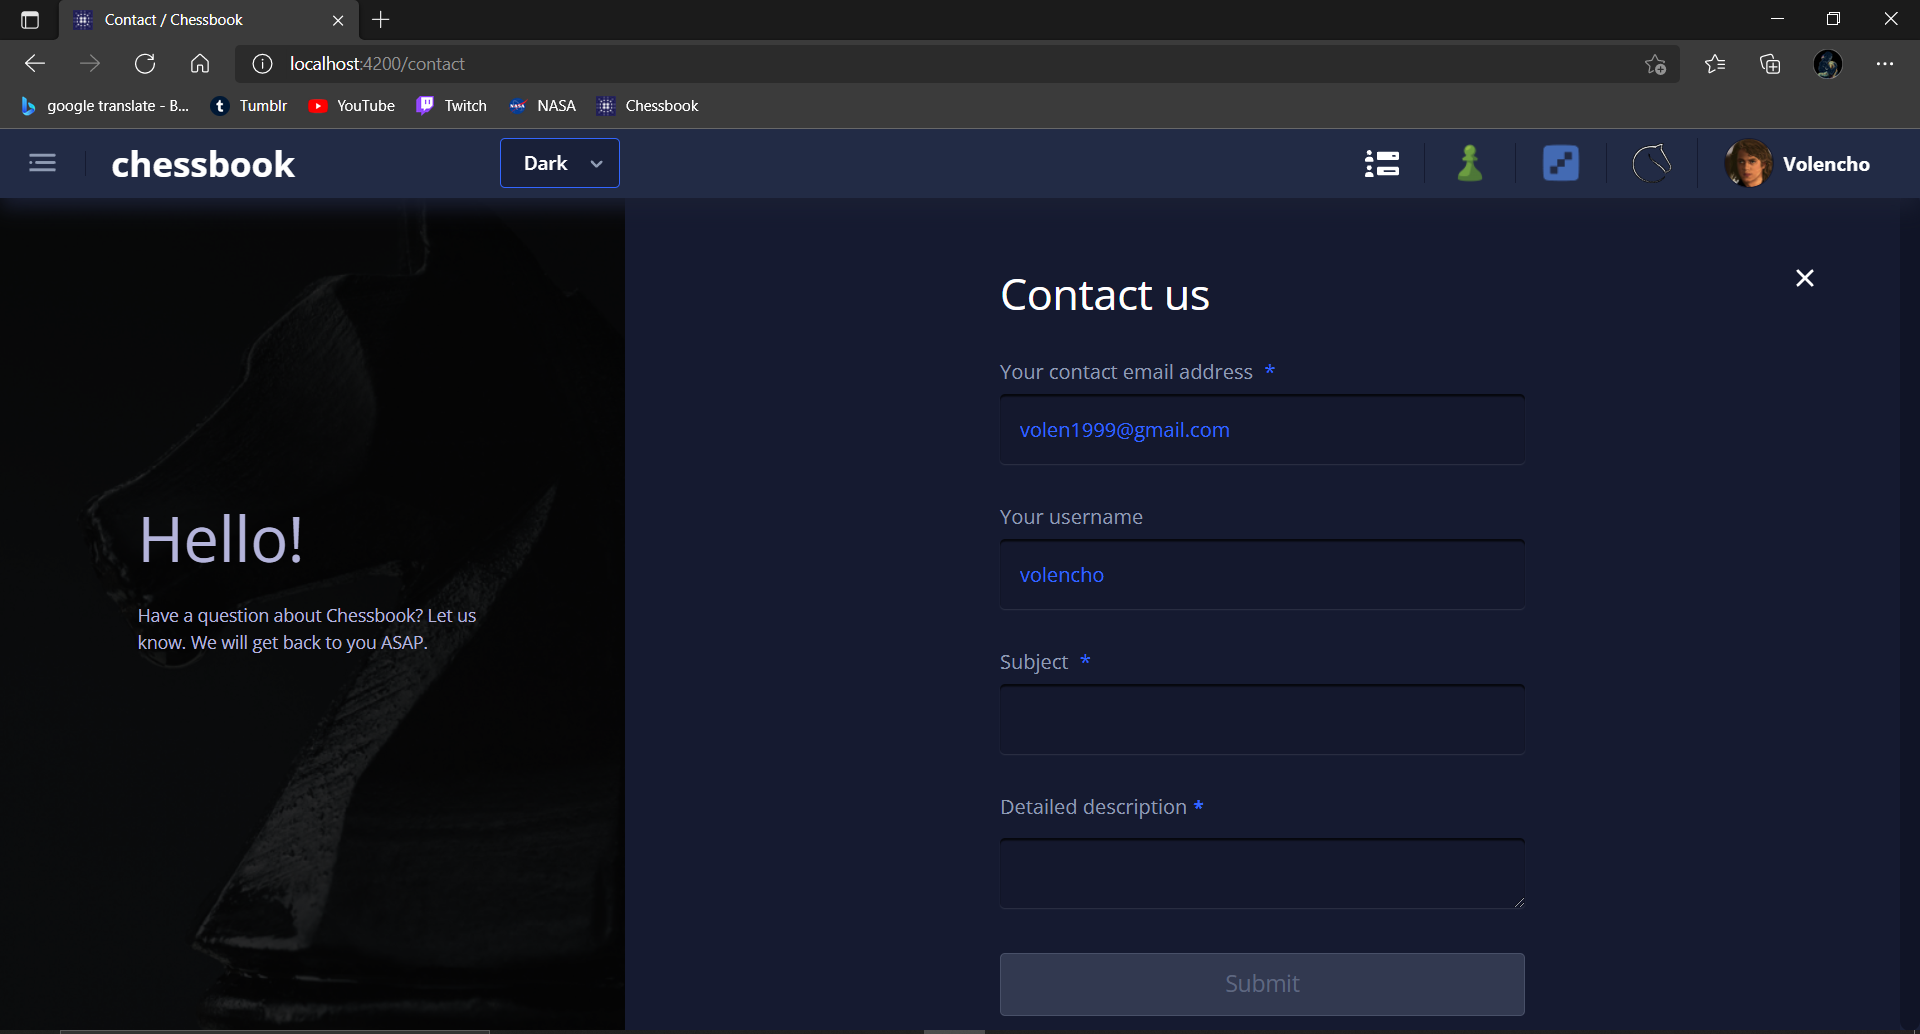 Contact / Chessbook
localhost:4200/contact
google translate - B...
Tumblr
YouTube
Twitch
NASA
Chessbook
chessbook
Dark
Volencho
Hello!
Have a question about Chessbook? Let us
know. We will get back to you ASAP.
Contact us
Your contact email address *
volen1999@gmail.com
Your username
volencho
Subject *
Detailed description *
Submit